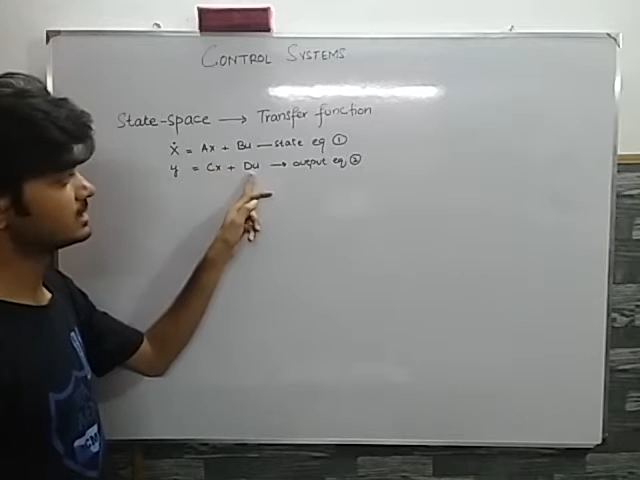 CONTROL SYSTEMS
State-space → Transfer function
ẋ = Ax + Bu — state eq ①
y = Cx + Du → output eq ②